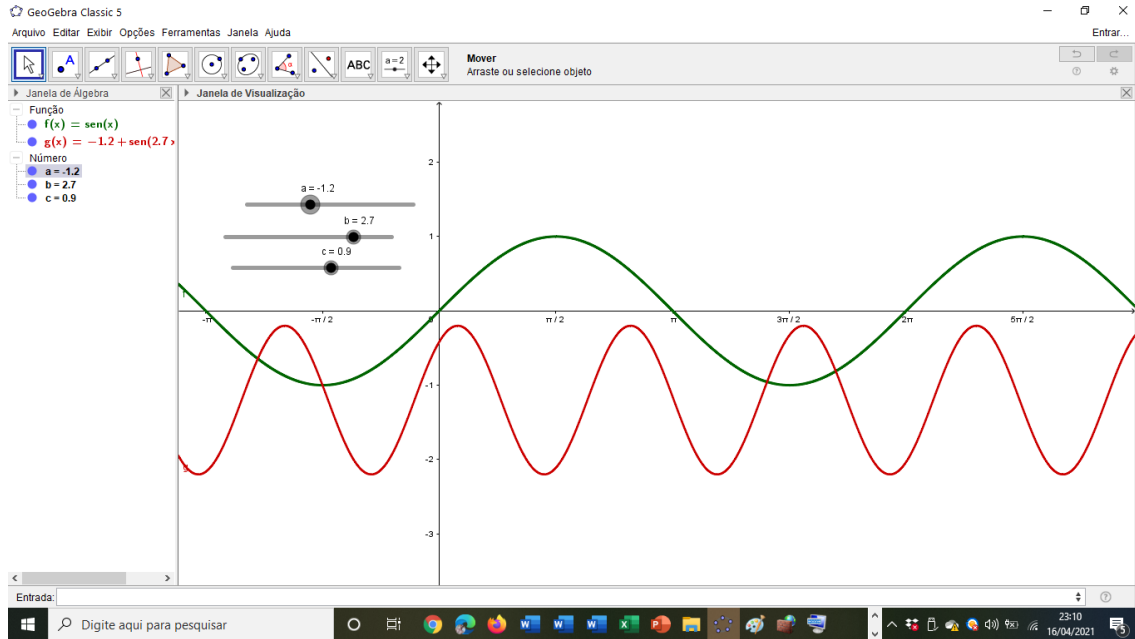 GeoGebra Classic 5
Arquivo Editar Exibir Opções Ferramentas Janela Ajuda
Entrar...
A
ABC
a=2
Mover
Arraste ou selecione objeto
Janela de Álgebra
Janela de Visualização
Função
f(x) = sen(x)
g(x) = −1.2 + sen(2.7 x
Número
a = -1.2
b = 2.7
c = 0.9
a = -1.2
b = 2.7
c = 0.9
2
1
f
-π
-π / 2
0
π / 2
π
3π / 2
2π
5π / 2
-1
-2
g
-3
Entrada:
Digite aqui para pesquisar
23:10
16/04/2021
5